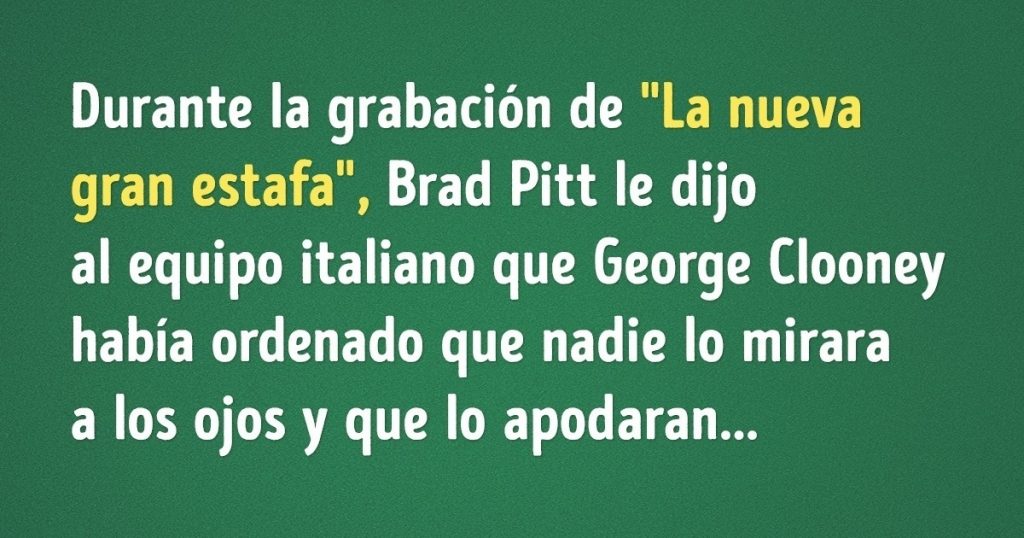 Durante la grabación de "La nueva
gran estafa", Brad Pitt le dijo
al equipo italiano que George Clooney
había ordenado que nadie lo mirara
a los ojos y que lo apodaran...